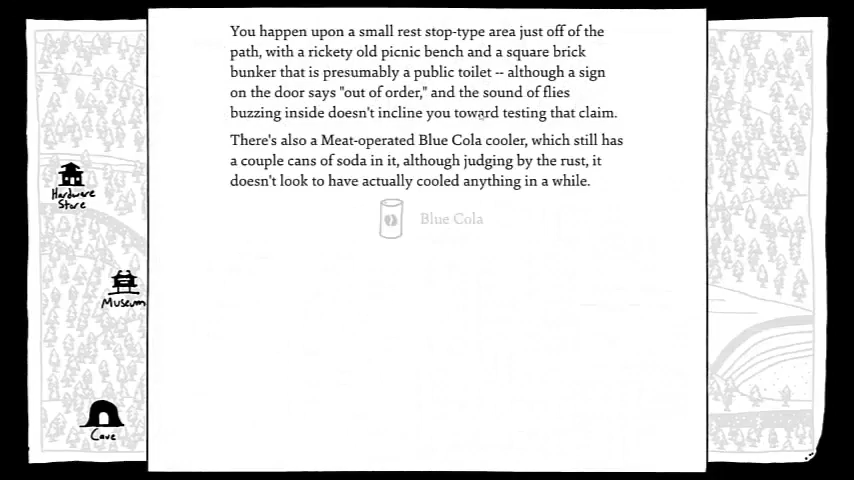 You happen upon a small rest stop-type area just off of the
path, with a rickety old picnic bench and a square brick
bunker that is presumably a public toilet -- although a sign
on the door says "out of order," and the sound of flies
buzzing inside doesn't incline you toward testing that claim.
There's also a Meat-operated Blue Cola cooler, which still has
a couple cans of soda in it, although judging by the rust, it
doesn't look to have actually cooled anything in a while.
Blue Cola
Hardware
Store
Museum
Cave